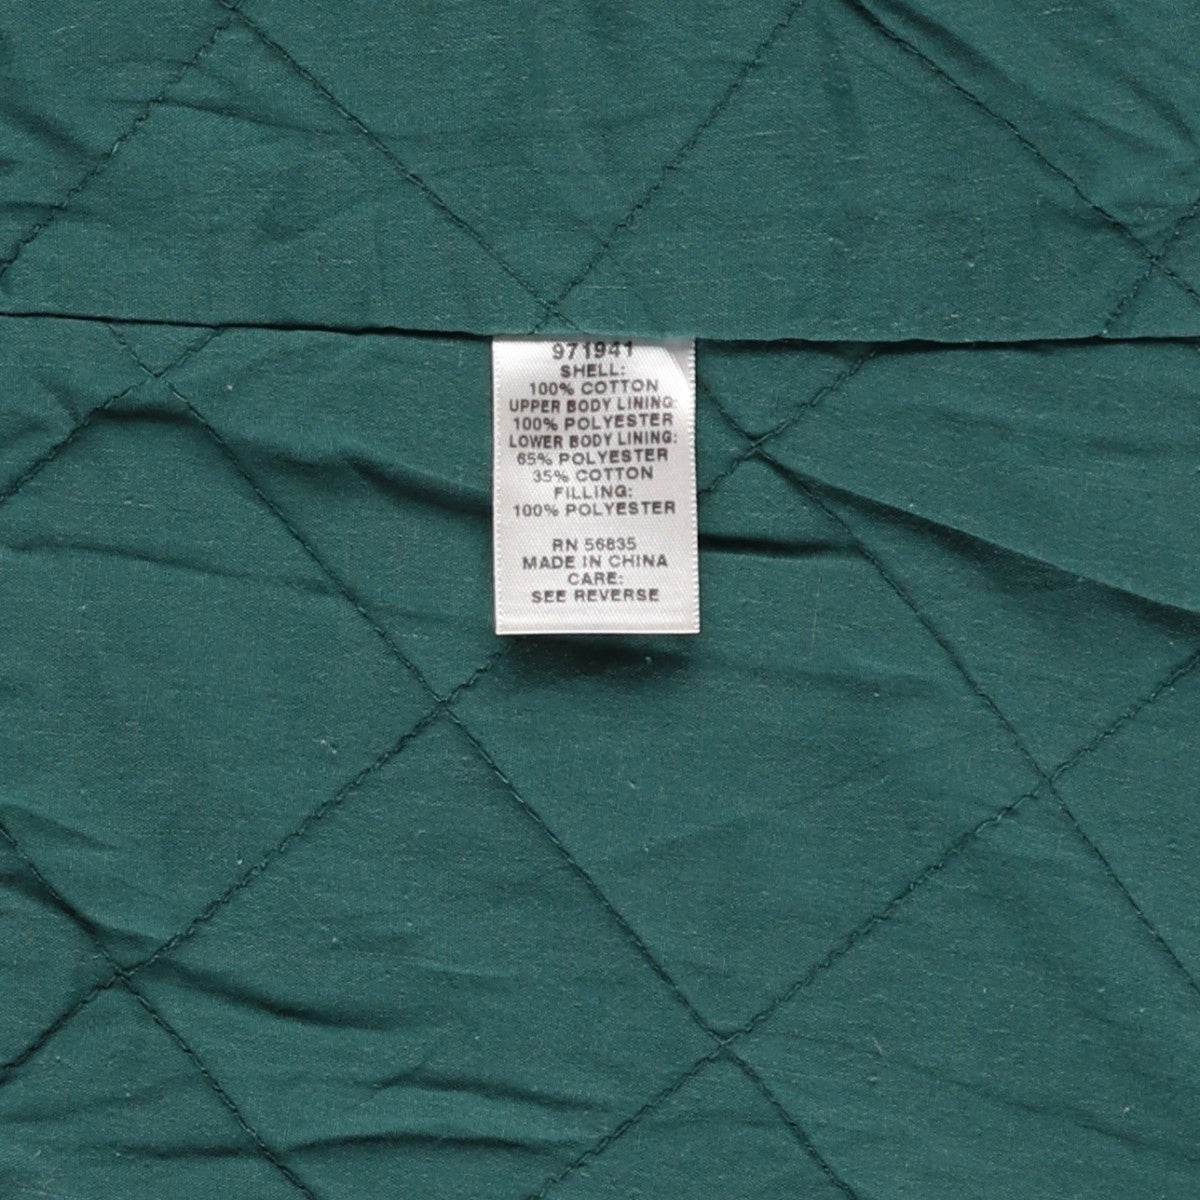 971941
SHELL:
100% COTTON
UPPER BODY LINING:
100% POLYESTER
LOWER BODY LINING:
65% POLYESTER
35% COTTON
FILLING:
100% POLYESTER
RN 56835
MADE IN CHINA
CARE:
SEE REVERSE